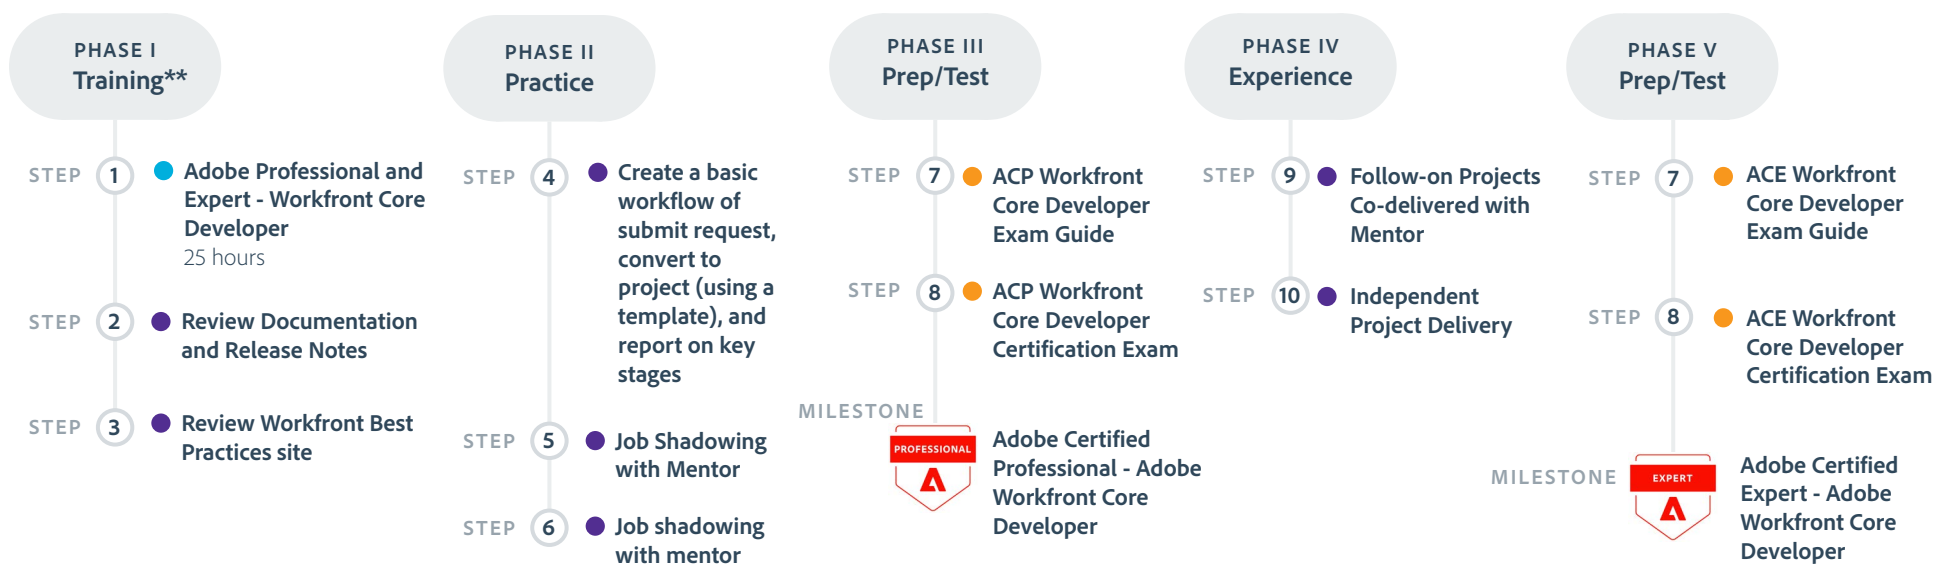 PHASE I
Training**
STEP 1
Adobe Professional and
Expert - Workfront Core
Developer
25 hours
STEP 2
Review Documentation
and Release Notes
STEP 3
Review Workfront Best
Practices site
PHASE II
Practice
STEP 4
Create a basic
workflow of
submit request,
convert to
project (using a
template), and
report on key
stages
STEP 5
Job Shadowing
with Mentor
STEP 6
Job shadowing
with mentor
PHASE III
Prep/Test
STEP 7
ACP Workfront
Core Developer
Exam Guide
STEP 8
ACP Workfront
Core Developer
Certification Exam
MILESTONE
PROFESSIONAL
Adobe Certified
Professional - Adobe
Workfront Core
Developer
PHASE IV
Experience
STEP 9
Follow-on Projects
Co-delivered with
Mentor
STEP 10
Independent
Project Delivery
PHASE V
Prep/Test
STEP 7
ACE Workfront
Core Developer
Exam Guide
STEP 8
ACE Workfront
Core Developer
Certification Exam
MILESTONE
EXPERT
Adobe Certified
Expert - Adobe
Workfront Core
Developer